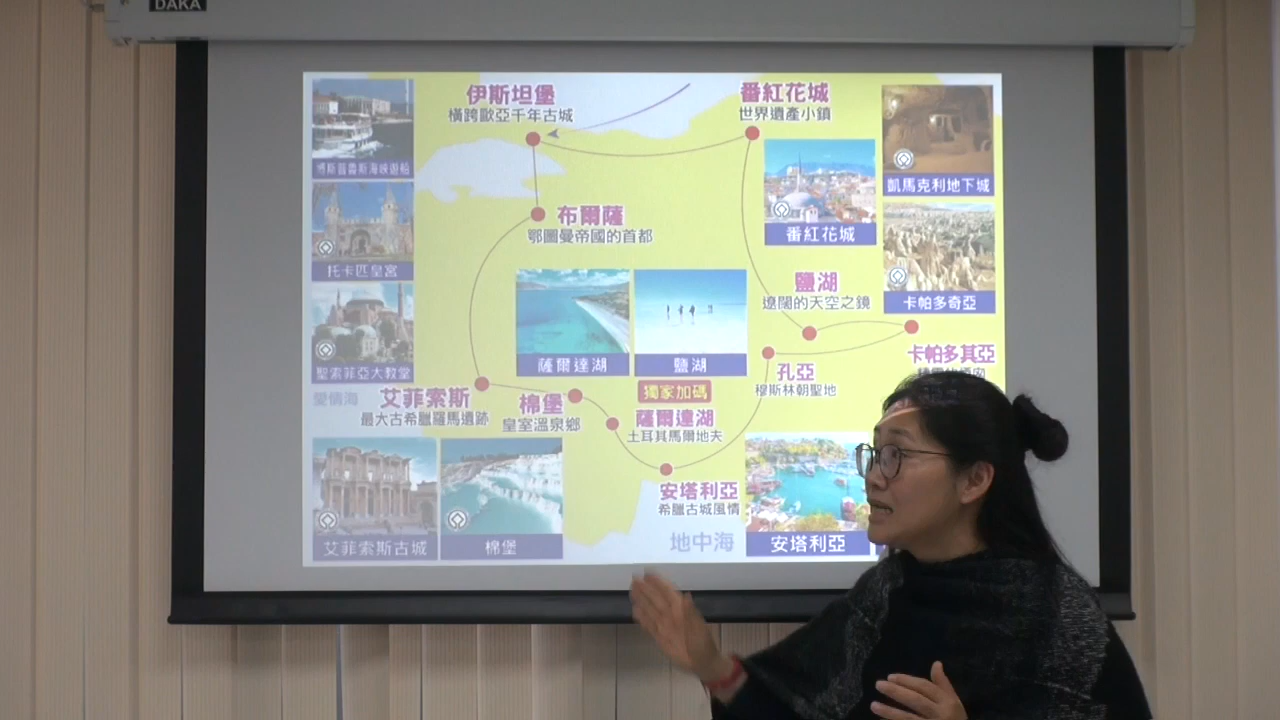 DAKA
伊斯坦堡
橫跨歐亞千年古城
番紅花城
世界遺產小鎮
博斯普魯斯海峽遊船
凱馬克利地下城
布爾薩
鄂圖曼帝國的首都
番紅花城
托卡匹皇宮
鹽湖
遼闊的天空之鏡
卡帕多奇亞
薩爾達湖
鹽湖
卡帕多其亞
聖索菲亞大教堂
孔亞
穆斯林朝聖地
獨家加碼
愛情海
艾菲索斯
最大古希臘羅馬遺跡
棉堡
皇室溫泉鄉
薩爾達湖
土耳其馬爾地夫
安塔利亞
希臘古城風情
地中海
艾菲索斯古城
棉堡
安塔利亞